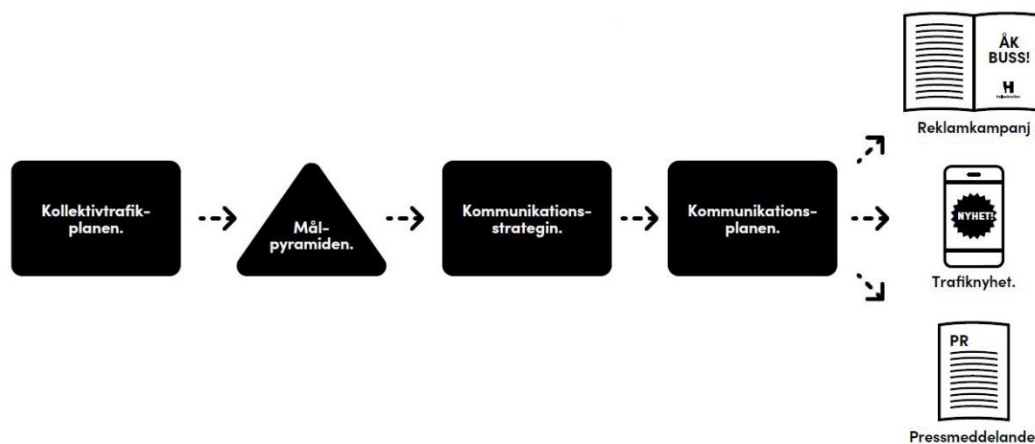 Kollektivtrafik-
planen.
Mål-
pyramiden.
Kommunikations-
strategin.
Kommunikations-
planen.
ÅK
BUSS!
Reklamkampanj
NYHET!
Trafiknyhet.
PR
Pressmeddelande